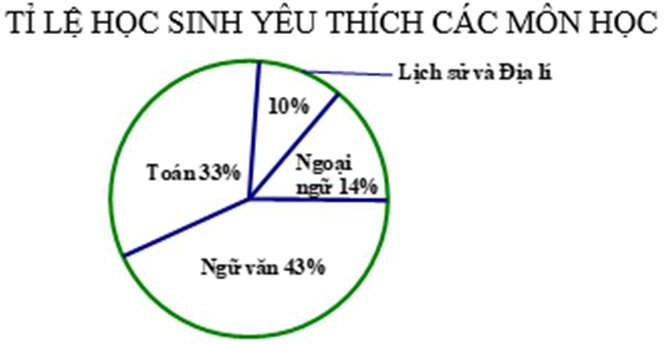 TỈ LỆ HỌC SINH YÊU THÍCH CÁC MÔN HỌC
Lịch sử và Địa lí
10%
Ngoại
ngữ 14%
Toán 33%
Ngữ văn 43%